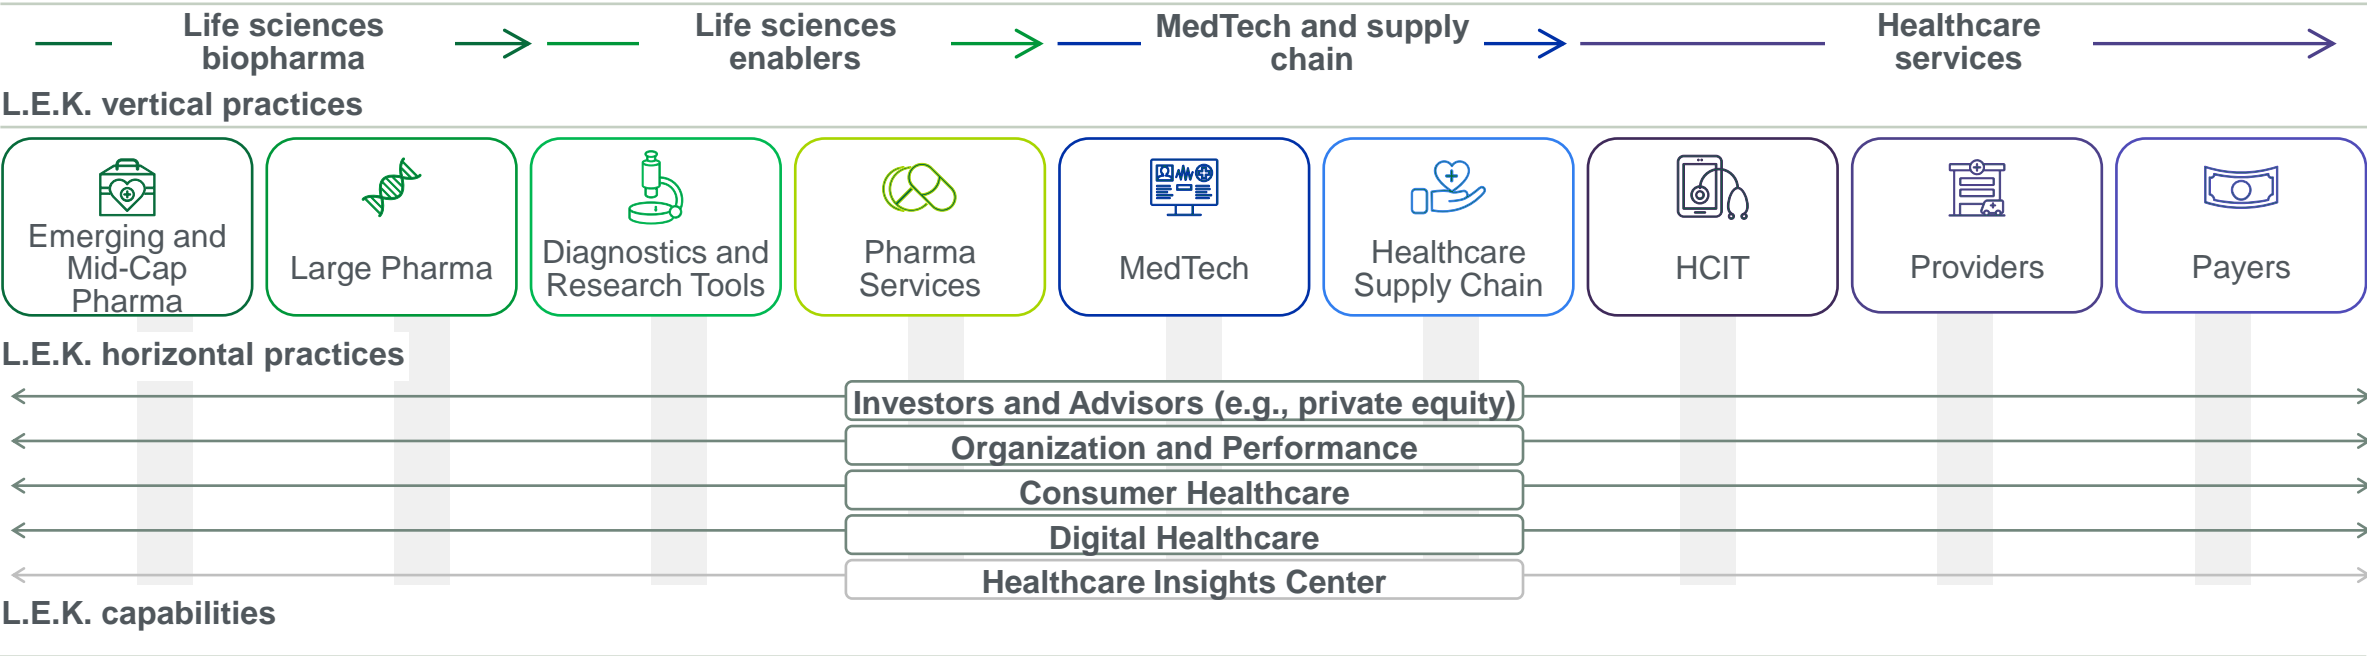 Life sciences
biopharma
Life sciences
enablers
MedTech and supply
chain
Healthcare
services
L.E.K. vertical practices
Emerging and
Mid-Cap
Pharma
Large Pharma
Diagnostics and
Research Tools
Pharma
Services
MedTech
Healthcare
Supply Chain
HCIT
Providers
Payers
L.E.K. horizontal practices
Investors and Advisors (e.g., private equity)
Organization and Performance
Consumer Healthcare
Digital Healthcare
Healthcare Insights Center
L.E.K. capabilities